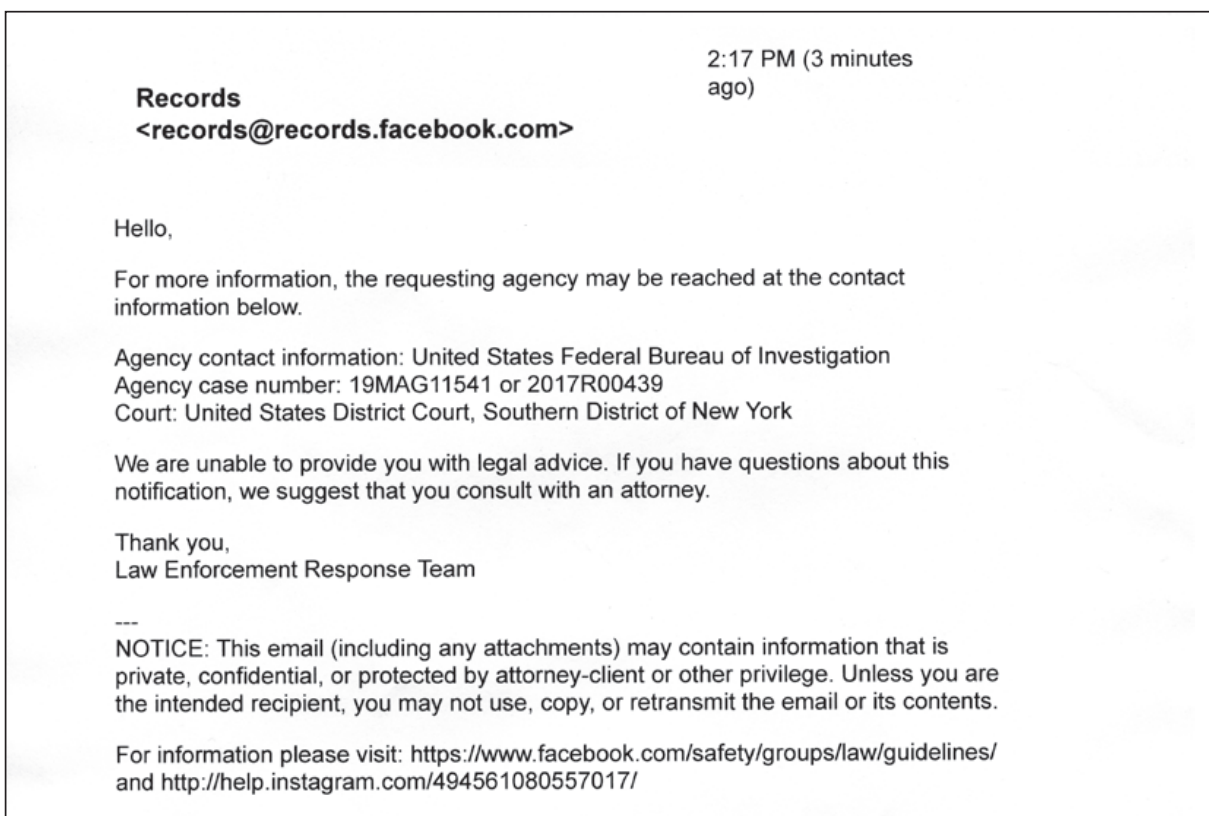 2:17 PM (3 minutes
ago)
Records
<records@records.facebook.com>
Hello,
For more information, the requesting agency may be reached at the contact
information below.
Agency contact information: United States Federal Bureau of Investigation
Agency case number: 19MAG11541 or 2017R00439
Court: United States District Court, Southern District of New York
We are unable to provide you with legal advice. If you have questions about this
notification, we suggest that you consult with an attorney.
Thank you,
Law Enforcement Response Team
---
NOTICE: This email (including any attachments) may contain information that is
private, confidential, or protected by attorney-client or other privilege. Unless you are
the intended recipient, you may not use, copy, or retransmit the email or its contents.
For information please visit: https://www.facebook.com/safety/groups/law/guidelines/
and http://help.instagram.com/494561080557017/